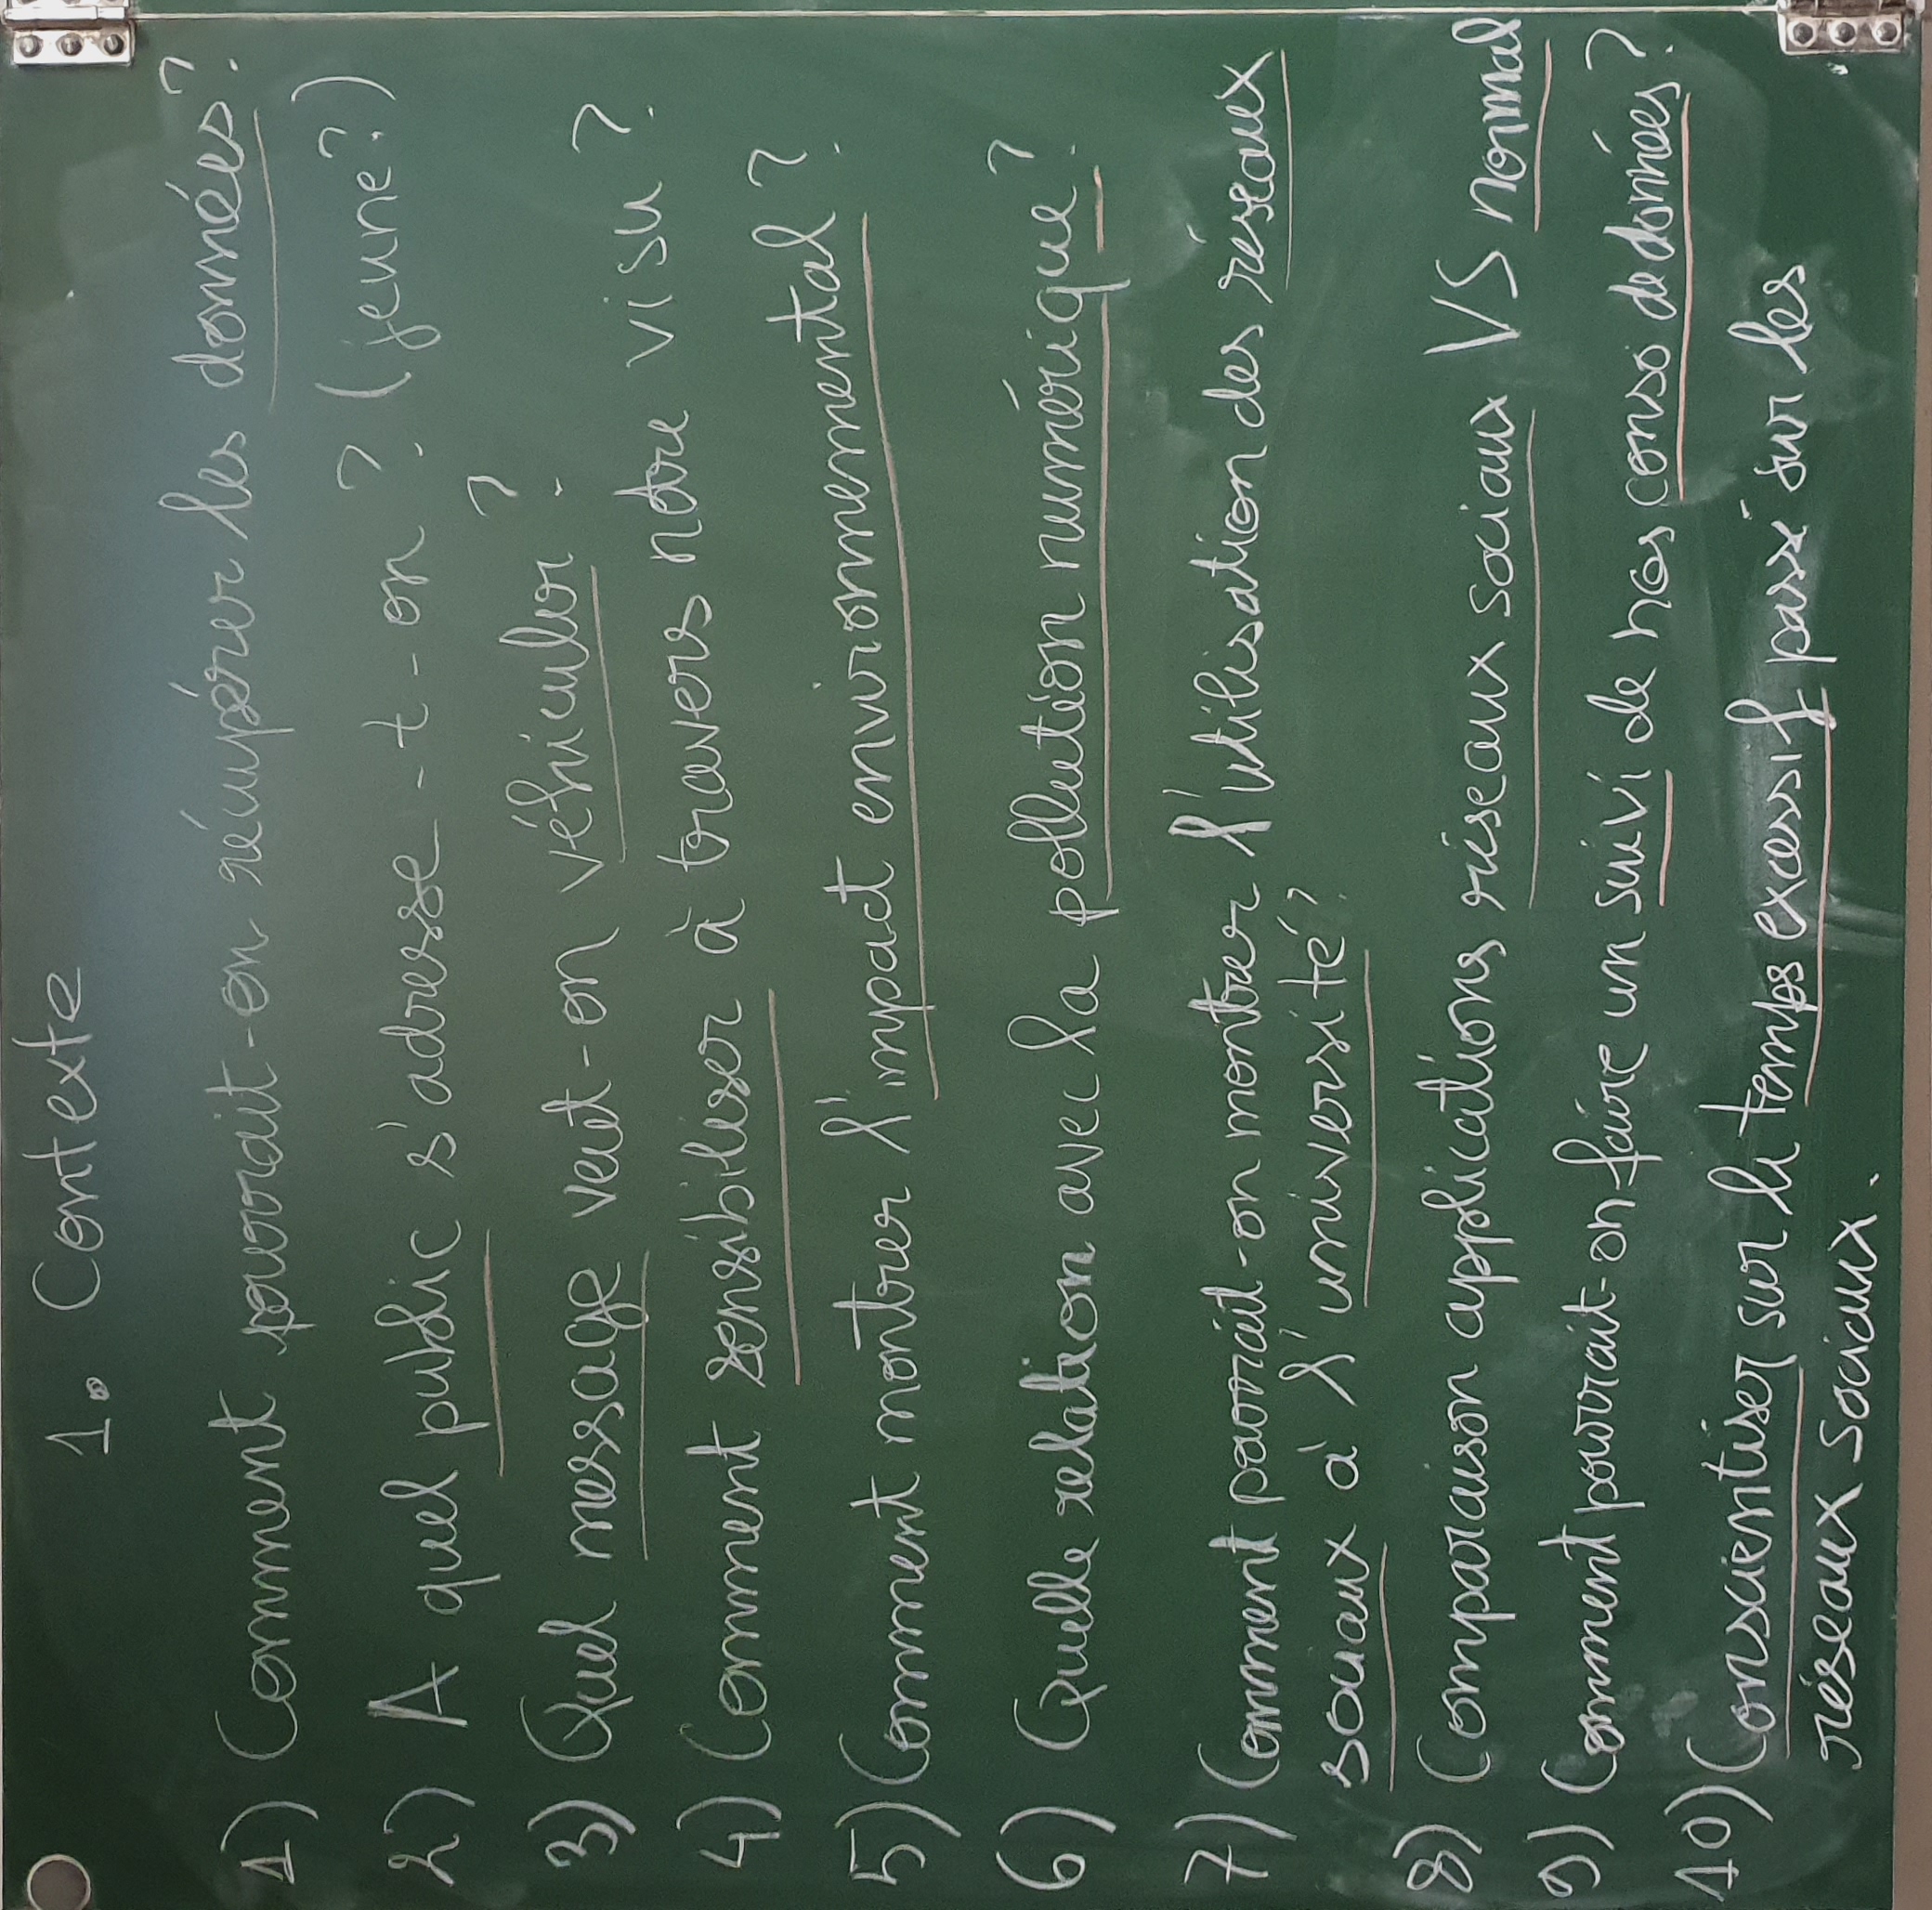 1. Contexte
1) Comment pourrait-on récupérer les données ?
2) A quel public s'adresse-t-on ? (jeune?)
3) Quel message veut-on véhiculer ?
4) Comment sensibiliser à travers notre visu ?
5) Comment montrer l'impact environnemental ?
6) Quelle relation avec la pollution numérique ?
7) Comment pourrait-on montrer l'utilisation des réseaux
sociaux à l'université?
8) Comparaison applications réseaux sociaux VS normal
9) Comment pourrait-on faire un suivi de nos conso de données ?
10) Conscientiser sur le temps excessif passé sur les
réseaux sociaux.